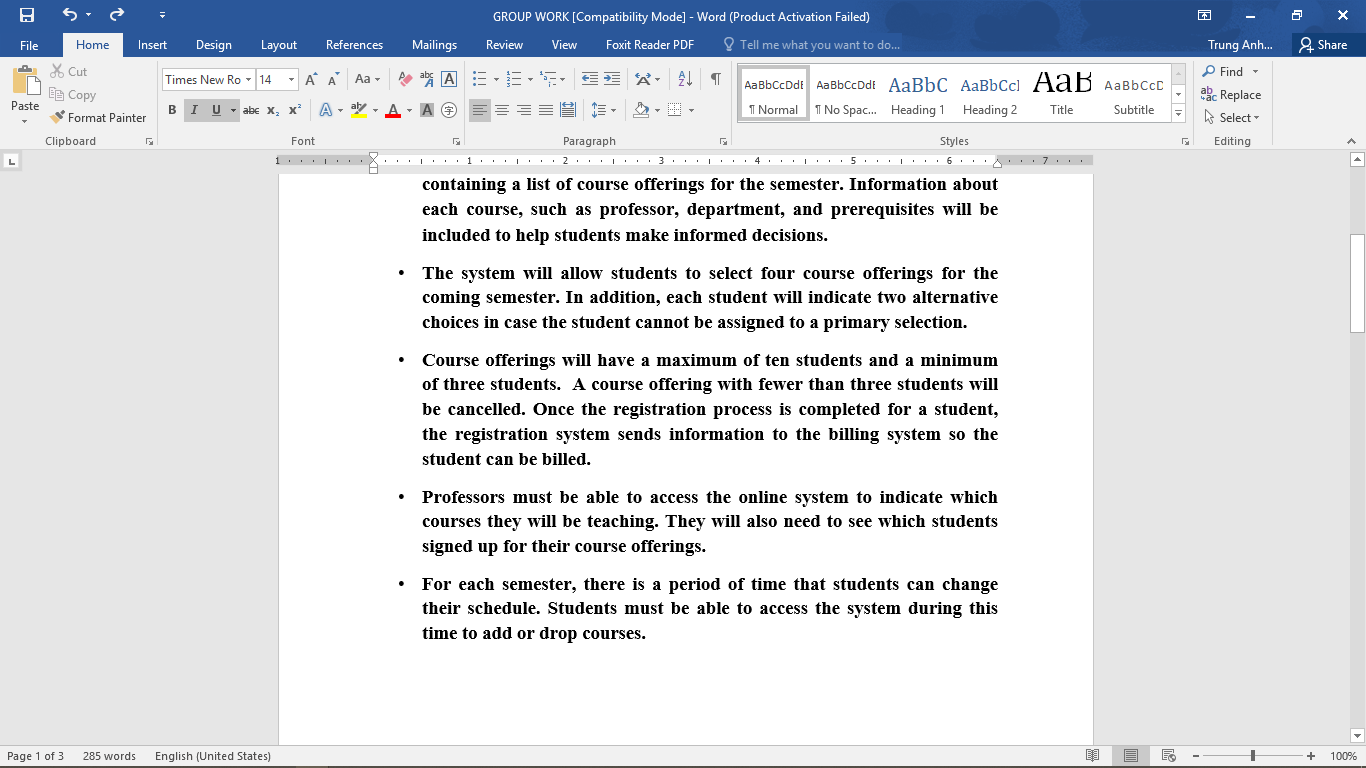 GROUP WORK [Compatibility Mode] - Word (Product Activation Failed)
File Home Insert Design Layout References Mailings Review View Foxit Reader PDF Tell me what you want to do... Trung Anh... Share
Paste
Cut
Copy
Format Painter
Clipboard
Times New Ro 14
Aa
B I U abc x₂ x²
Font
Paragraph
AaBbCcDdE AaBbCcDdE AaBbC AaBbCcI AaB AaBbCcD
¶ Normal ¶ No Spac... Heading 1 Heading 2 Title Subtitle
Styles
Find
Replace
Select
Editing
1 1 2 3 4 5 6 7
containing a list of course offerings for the semester. Information about
each course, such as professor, department, and prerequisites will be
included to help students make informed decisions.
• The system will allow students to select four course offerings for the
coming semester. In addition, each student will indicate two alternative
choices in case the student cannot be assigned to a primary selection.
• Course offerings will have a maximum of ten students and a minimum
of three students.  A course offering with fewer than three students will
be cancelled. Once the registration process is completed for a student,
the registration system sends information to the billing system so the
student can be billed.
• Professors must be able to access the online system to indicate which
courses they will be teaching. They will also need to see which students
signed up for their course offerings.
• For each semester, there is a period of time that students can change
their schedule. Students must be able to access the system during this
time to add or drop courses.
Page 1 of 3 285 words English (United States) 100%